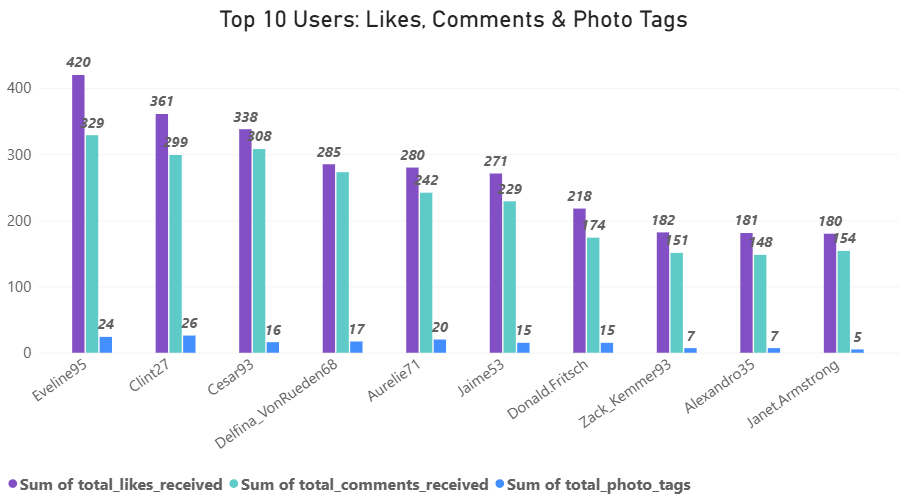 Top 10 Users: Likes, Comments & Photo Tags
400
300
200
100
0
420
329
24
361
299
26
338
308
16
285
17
280
242
20
271
229
15
218
174
15
182
151
7
181
148
7
180
154
5
Eveline95
Clint27
Cesar93
Delfina_VonRueden68
Aurelie71
Jaime53
Donald.Fritsch
Zack_Kemmer93
Alexandro35
Janet.Armstrong
Sum of total_likes_received Sum of total_comments_received Sum of total_photo_tags